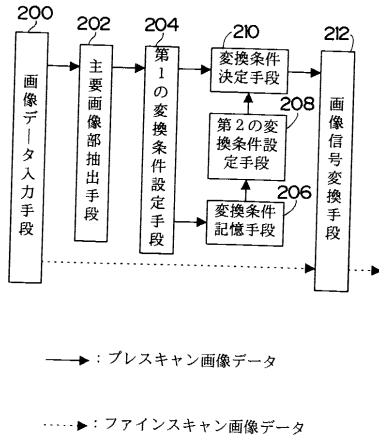 200
画像データ入力手段
202
主要画像部抽出手段
204
第1の変換条件設定手段
210
変換条件
決定手段
208
第2の変
換条件設
定手段
206
変換条件
記憶手段
212
画像信号変換手段
:プレスキャン画像データ
:ファインスキャン画像データ